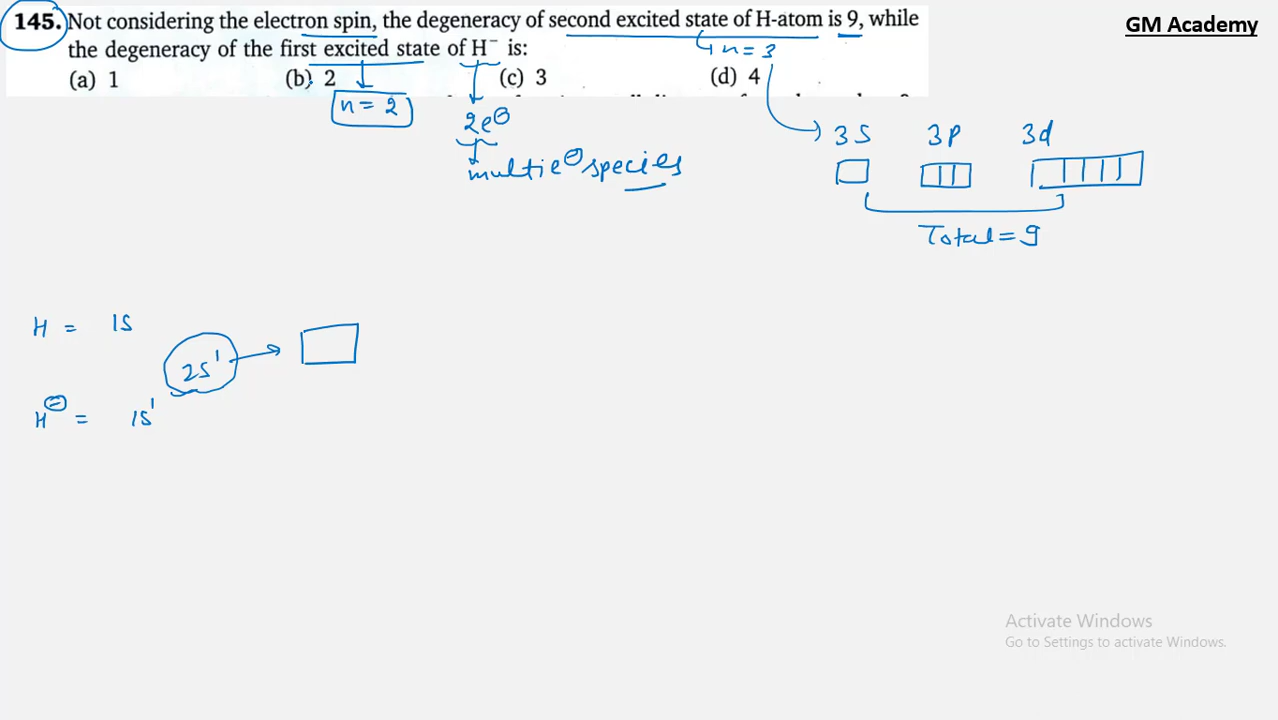 145. Not considering the electron spin, the degeneracy of second excited state of H-atom is 9, while
the degeneracy of the first excited state of H⁻ is:
(a) 1 (b) 2 (c) 3 (d) 4
GM Academy
n = 3
n = 2
2e⊖
multie⊖species
3S 3P 3d
Total = 9
H = 1S
2S¹
H⊖ = 1S¹
Activate Windows
Go to Settings to activate Windows.